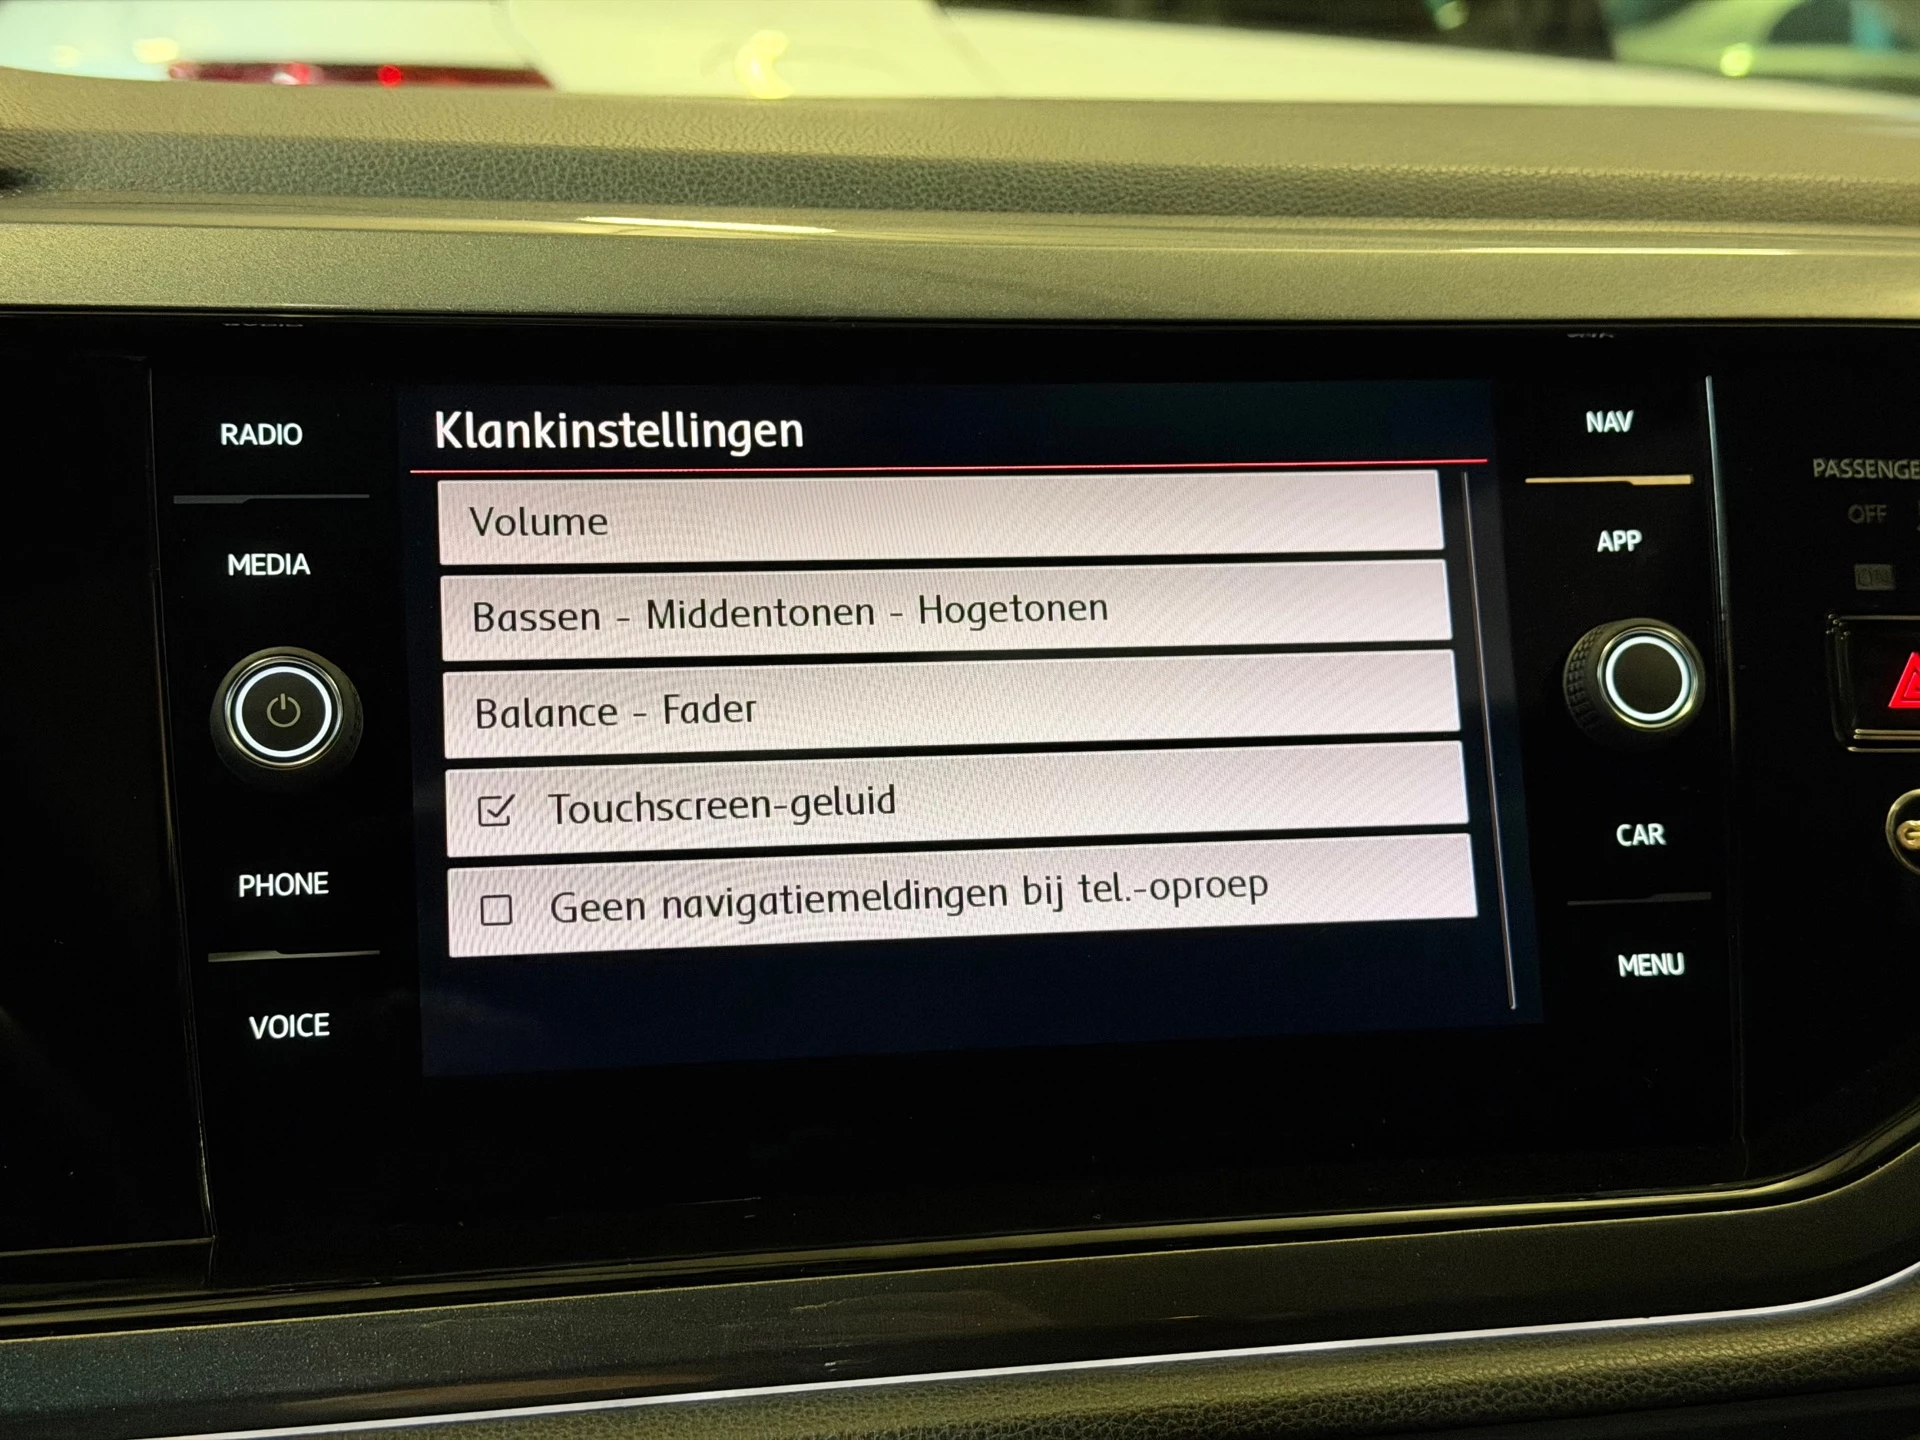 RADIO
MEDIA
PHONE
VOICE
Klankinstellingen
Volume
Bassen - Middentonen - Hogetonen
Balance - Fader
Touchscreen-geluid
Geen navigatiemeldingen bij tel.-oproep
NAV
APP
CAR
MENU
PASSENGE
OFF